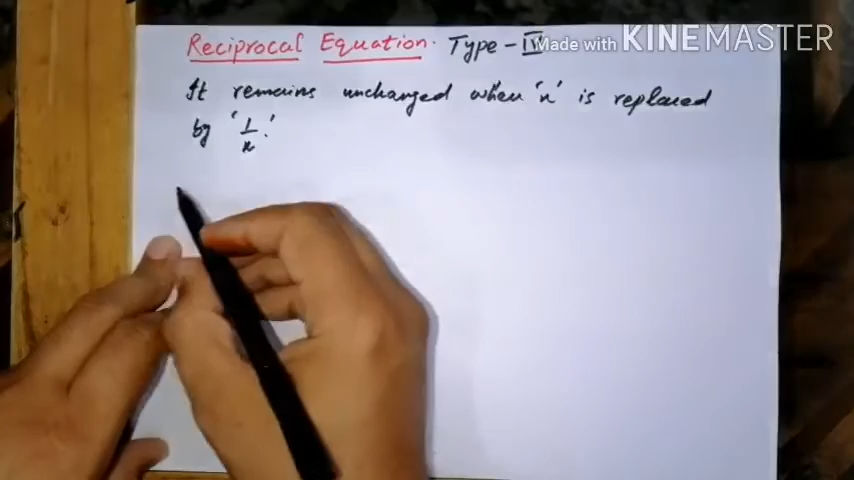 Reciprocal Equation. Type - IV
Made with KINEMASTER
It remains unchanged when 'x' is replaced
by '1/x'.